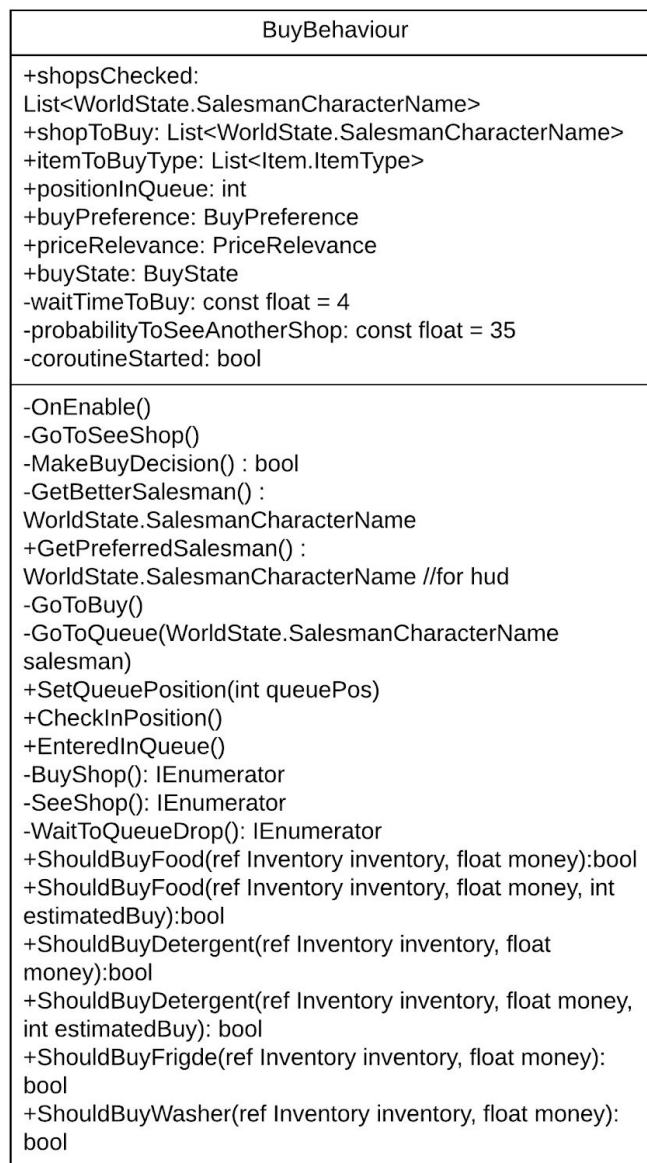 BuyBehaviour
+shopsChecked:
List<WorldState.SalesmanCharacterName>
+shopToBuy: List<WorldState.SalesmanCharacterName>
+itemToBuyType: List<Item.ItemType>
+positionInQueue: int
+buyPreference: BuyPreference
+priceRelevance: PriceRelevance
+buyState: BuyState
-waitTimeToBuy: const float = 4
-probabilityToSeeAnotherShop: const float = 35
-coroutineStarted: bool
-OnEnable()
-GoToSeeShop()
-MakeBuyDecision() : bool
-GetBetterSalesman() :
WorldState.SalesmanCharacterName
+GetPreferredSalesman() :
WorldState.SalesmanCharacterName //for hud
-GoToBuy()
-GoToQueue(WorldState.SalesmanCharacterName
salesman)
+SetQueuePosition(int queuePos)
+CheckInPosition()
+EnteredInQueue()
-BuyShop(): IEnumerator
-SeeShop(): IEnumerator
-WaitToQueueDrop(): IEnumerator
+ShouldBuyFood(ref Inventory inventory, float money):bool
+ShouldBuyFood(ref Inventory inventory, float money, int
estimatedBuy):bool
+ShouldBuyDetergent(ref Inventory inventory, float
money):bool
+ShouldBuyDetergent(ref Inventory inventory, float money,
int estimatedBuy): bool
+ShouldBuyFrigde(ref Inventory inventory, float money):
bool
+ShouldBuyWasher(ref Inventory inventory, float money):
bool